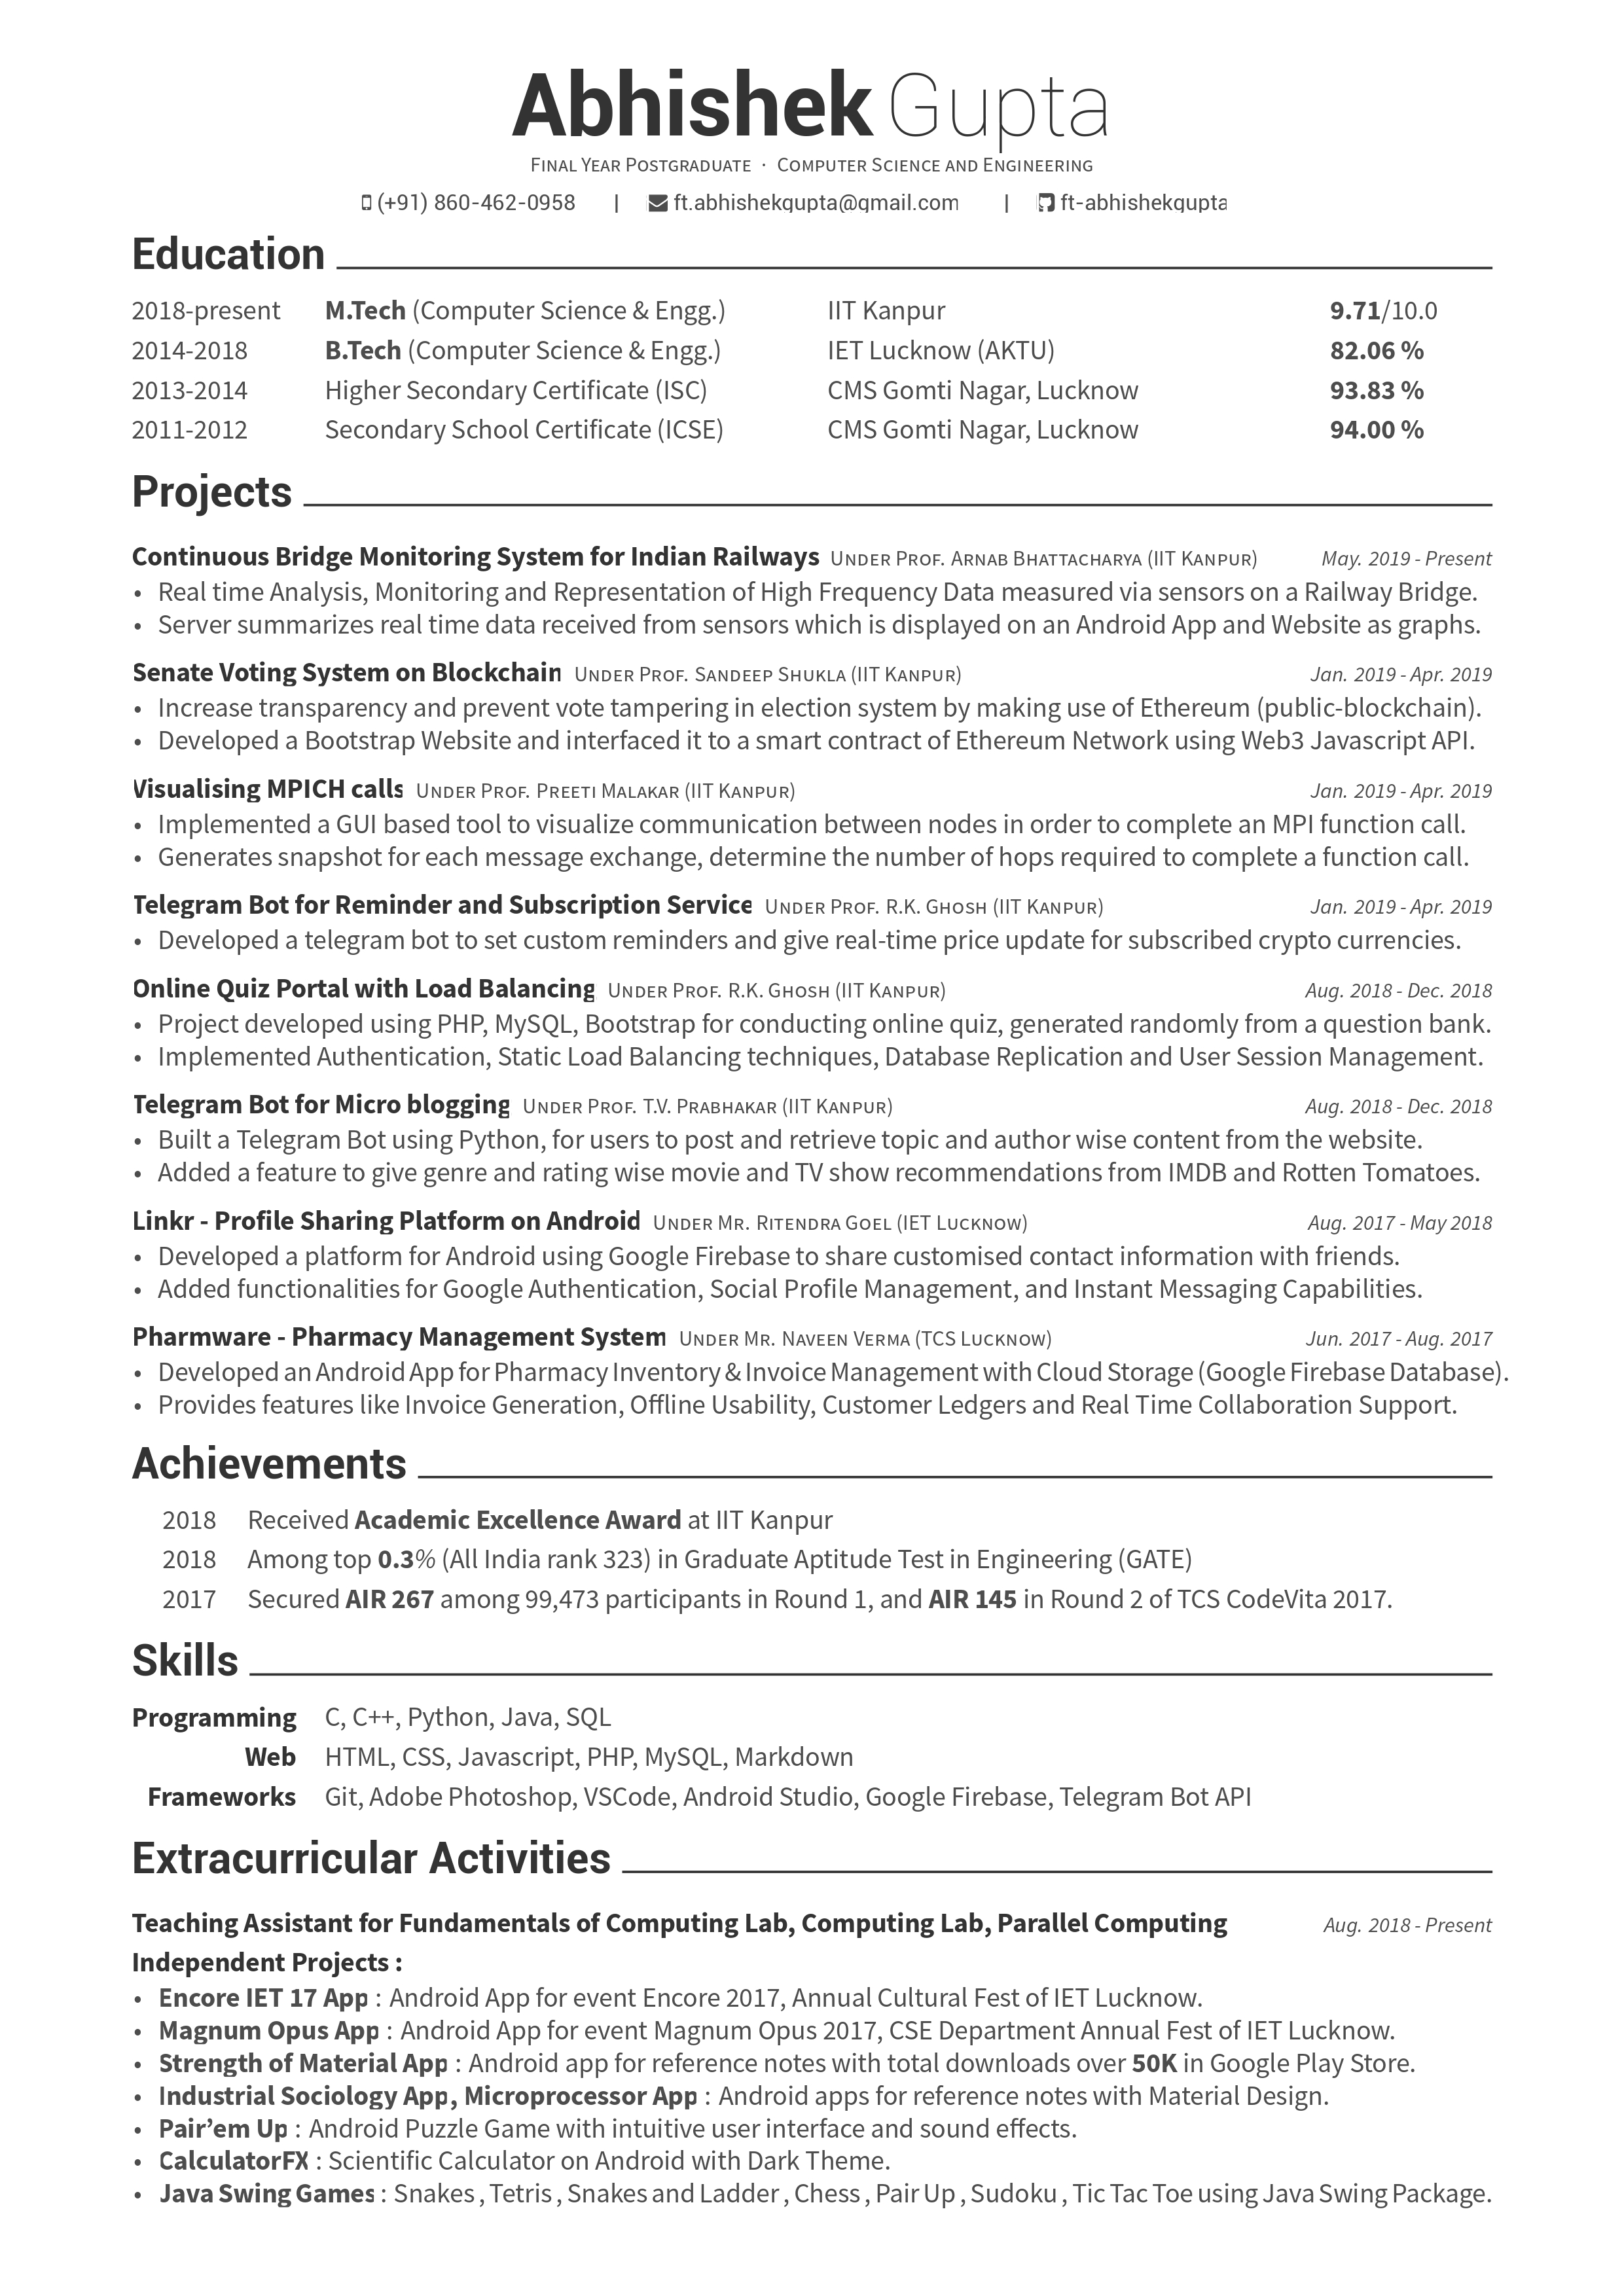 Abhishek Gupta
Final Year Postgraduate · Computer Science and Engineering
(+91) 860-462-0958 | ft.abhishekgupta@gmail.com | ft-abhishekgupta
Education
2018-present M.Tech (Computer Science & Engg.) IIT Kanpur 9.71/10.0
2014-2018 B.Tech (Computer Science & Engg.) IET Lucknow (AKTU) 82.06 %
2013-2014 Higher Secondary Certificate (ISC) CMS Gomti Nagar, Lucknow 93.83 %
2011-2012 Secondary School Certificate (ICSE) CMS Gomti Nagar, Lucknow 94.00 %
Projects
Continuous Bridge Monitoring System for Indian Railways Under Prof. Arnab Bhattacharya (IIT Kanpur) May. 2019 - Present
• Real time Analysis, Monitoring and Representation of High Frequency Data measured via sensors on a Railway Bridge.
• Server summarizes real time data received from sensors which is displayed on an Android App and Website as graphs.
Senate Voting System on Blockchain Under Prof. Sandeep Shukla (IIT Kanpur) Jan. 2019 - Apr. 2019
• Increase transparency and prevent vote tampering in election system by making use of Ethereum (public-blockchain).
• Developed a Bootstrap Website and interfaced it to a smart contract of Ethereum Network using Web3 Javascript API.
Visualising MPICH calls Under Prof. Preeti Malakar (IIT Kanpur) Jan. 2019 - Apr. 2019
• Implemented a GUI based tool to visualize communication between nodes in order to complete an MPI function call.
• Generates snapshot for each message exchange, determine the number of hops required to complete a function call.
Telegram Bot for Reminder and Subscription Service Under Prof. R.K. Ghosh (IIT Kanpur) Jan. 2019 - Apr. 2019
• Developed a telegram bot to set custom reminders and give real-time price update for subscribed crypto currencies.
Online Quiz Portal with Load Balancing Under Prof. R.K. Ghosh (IIT Kanpur) Aug. 2018 - Dec. 2018
• Project developed using PHP, MySQL, Bootstrap for conducting online quiz, generated randomly from a question bank.
• Implemented Authentication, Static Load Balancing techniques, Database Replication and User Session Management.
Telegram Bot for Micro blogging Under Prof. T.V. Prabhakar (IIT Kanpur) Aug. 2018 - Dec. 2018
• Built a Telegram Bot using Python, for users to post and retrieve topic and author wise content from the website.
• Added a feature to give genre and rating wise movie and TV show recommendations from IMDB and Rotten Tomatoes.
Linkr - Profile Sharing Platform on Android Under Mr. Ritendra Goel (IET Lucknow) Aug. 2017 - May 2018
• Developed a platform for Android using Google Firebase to share customised contact information with friends.
• Added functionalities for Google Authentication, Social Profile Management, and Instant Messaging Capabilities.
Pharmware - Pharmacy Management System Under Mr. Naveen Verma (TCS Lucknow) Jun. 2017 - Aug. 2017
• Developed an Android App for Pharmacy Inventory & Invoice Management with Cloud Storage (Google Firebase Database).
• Provides features like Invoice Generation, Offline Usability, Customer Ledgers and Real Time Collaboration Support.
Achievements
2018 Received Academic Excellence Award at IIT Kanpur
2018 Among top 0.3% (All India rank 323) in Graduate Aptitude Test in Engineering (GATE)
2017 Secured AIR 267 among 99,473 participants in Round 1, and AIR 145 in Round 2 of TCS CodeVita 2017.
Skills
Programming C, C++, Python, Java, SQL
Web HTML, CSS, Javascript, PHP, MySQL, Markdown
Frameworks Git, Adobe Photoshop, VSCode, Android Studio, Google Firebase, Telegram Bot API
Extracurricular Activities
Teaching Assistant for Fundamentals of Computing Lab, Computing Lab, Parallel Computing Aug. 2018 - Present
Independent Projects :
• Encore IET 17 App : Android App for event Encore 2017, Annual Cultural Fest of IET Lucknow.
• Magnum Opus App : Android App for event Magnum Opus 2017, CSE Department Annual Fest of IET Lucknow.
• Strength of Material App : Android app for reference notes with total downloads over 50K in Google Play Store.
• Industrial Sociology App, Microprocessor App : Android apps for reference notes with Material Design.
• Pair’em Up : Android Puzzle Game with intuitive user interface and sound effects.
• CalculatorFX : Scientific Calculator on Android with Dark Theme.
• Java Swing Games : Snakes , Tetris , Snakes and Ladder , Chess , Pair Up , Sudoku , Tic Tac Toe using Java Swing Package.